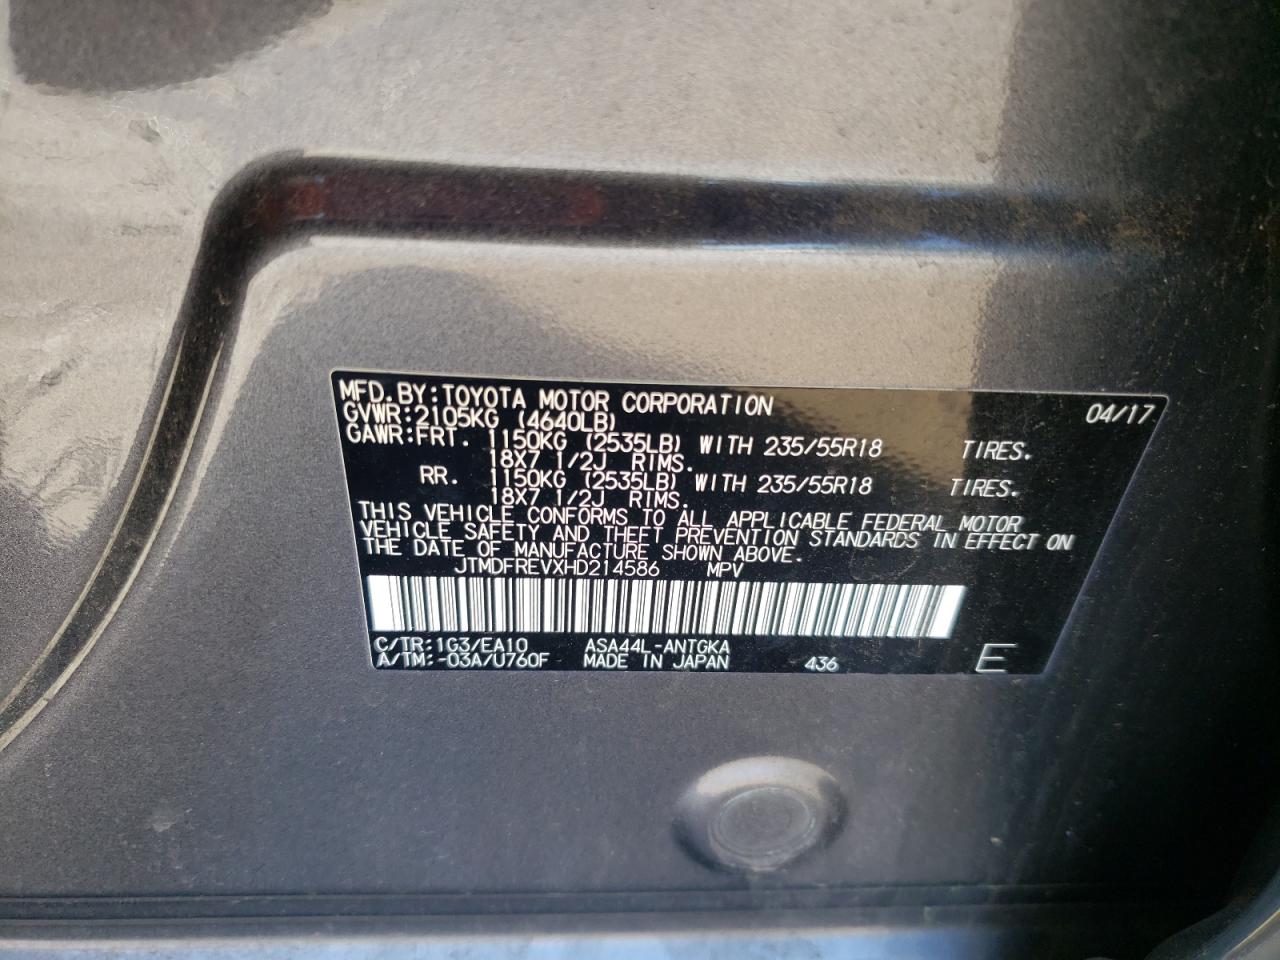 MFD.BY:TOYOTA MOTOR CORPORATION 04/17
GVWR:2105KG (4640LB)
GAWR:FRT. 1150KG (2535LB) WITH 235/55R18 TIRES.
18X7 1/2J RIMS.
RR. 1150KG (2535LB) WITH 235/55R18 TIRES.
18X7 1/2J RIMS.
THIS VEHICLE CONFORMS TO ALL APPLICABLE FEDERAL MOTOR
VEHICLE SAFETY AND THEFT PREVENTION STANDARDS IN EFFECT ON
THE DATE OF MANUFACTURE SHOWN ABOVE.
JTMDFREVXHD214586 MPV
C/TR:1G3/EA10 ASA44L-ANTGKA
A/TM:-03A/U760F MADE IN JAPAN 436 E